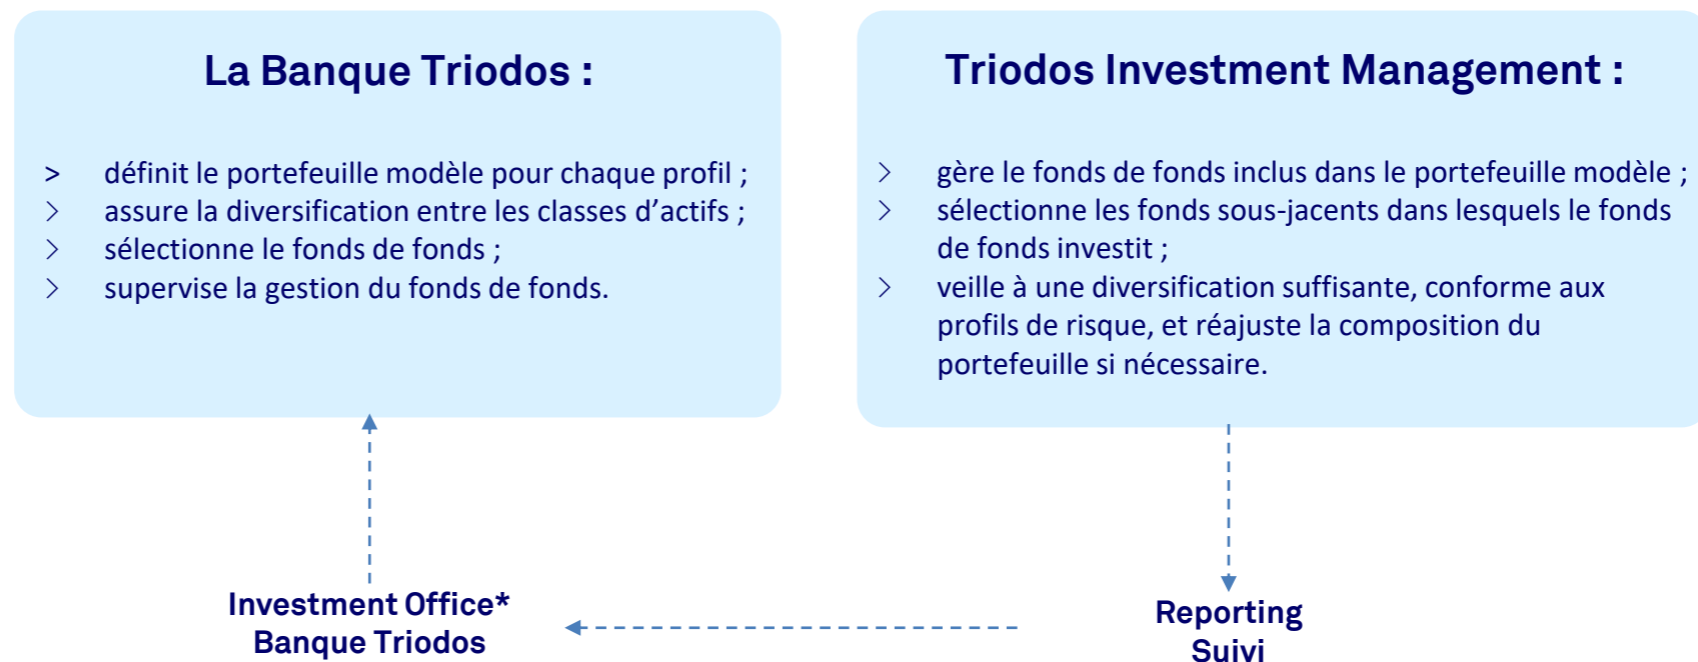 La Banque Triodos :
> définit le portefeuille modèle pour chaque profil ;
> assure la diversification entre les classes d’actifs ;
> sélectionne le fonds de fonds ;
> supervise la gestion du fonds de fonds.
Triodos Investment Management :
> gère le fonds de fonds inclus dans le portefeuille modèle ;
> sélectionne les fonds sous-jacents dans lesquels le fonds
de fonds investit ;
> veille à une diversification suffisante, conforme aux
profils de risque, et réajuste la composition du
portefeuille si nécessaire.
Investment Office*
Banque Triodos
Reporting
Suivi